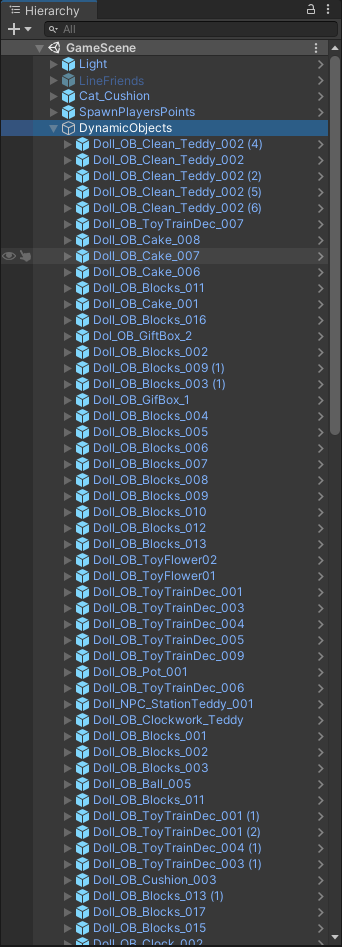 Hierarchy
All
GameScene
Light
LineFriends
Cat_Cushion
SpawnPlayersPoints
DynamicObjects
Doll_OB_Clean_Teddy_002 (4)
Doll_OB_Clean_Teddy_002
Doll_OB_Clean_Teddy_002 (2)
Doll_OB_Clean_Teddy_002 (5)
Doll_OB_Clean_Teddy_002 (6)
Doll_OB_ToyTrainDec_007
Doll_OB_Cake_008
Doll_OB_Cake_007
Doll_OB_Cake_006
Doll_OB_Blocks_011
Doll_OB_Cake_001
Doll_OB_Blocks_016
Dol_OB_GiftBox_2
Doll_OB_Blocks_002
Doll_OB_Blocks_009 (1)
Doll_OB_Blocks_003 (1)
Doll_OB_GifBox_1
Doll_OB_Blocks_004
Doll_OB_Blocks_005
Doll_OB_Blocks_006
Doll_OB_Blocks_007
Doll_OB_Blocks_008
Doll_OB_Blocks_009
Doll_OB_Blocks_010
Doll_OB_Blocks_012
Doll_OB_Blocks_013
Doll_OB_ToyFlower02
Doll_OB_ToyFlower01
Doll_OB_ToyTrainDec_001
Doll_OB_ToyTrainDec_003
Doll_OB_ToyTrainDec_004
Doll_OB_ToyTrainDec_005
Doll_OB_ToyTrainDec_009
Doll_OB_Pot_001
Doll_OB_ToyTrainDec_006
Doll_NPC_StationTeddy_001
Doll_OB_Clockwork_Teddy
Doll_OB_Blocks_001
Doll_OB_Blocks_002
Doll_OB_Blocks_003
Doll_OB_Ball_005
Doll_OB_Blocks_011
Doll_OB_ToyTrainDec_001 (1)
Doll_OB_ToyTrainDec_001 (2)
Doll_OB_ToyTrainDec_004 (1)
Doll_OB_ToyTrainDec_003 (1)
Doll_OB_Cushion_003
Doll_OB_Blocks_013 (1)
Doll_OB_Blocks_017
Doll_OB_Blocks_015
Doll_OB_Clock_002